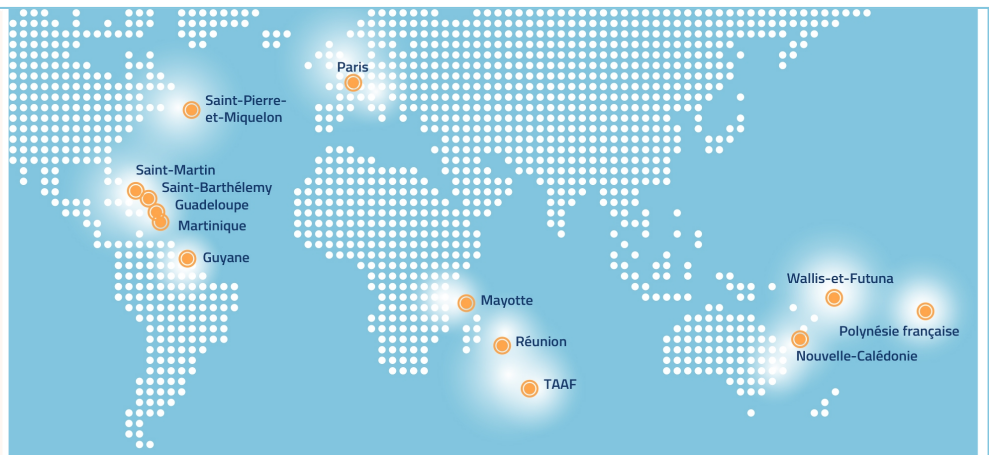 Paris
Saint-Pierre-
et-Miquelon
Saint-Martin
Saint-Barthélemy
Guadeloupe
Martinique
Guyane
Mayotte
Réunion
TAAF
Wallis-et-Futuna
Polynésie française
Nouvelle-Calédonie